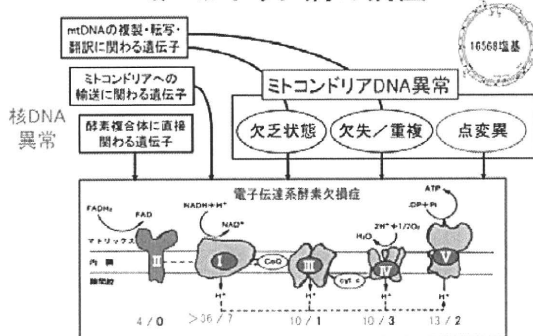 mtDNAの複製・転写・
翻訳に関わる遺伝子
16568塩基
ミトコンドリアへの
輸送に関わる遺伝子
ミトコンドリアDNA異常
核DNA
異常
酵素複合体に直接
関わる遺伝子
欠乏状態
欠失／重複
点変異
電子伝達系酵素欠損症
ATP
FADH₂
FAD
NADH+H⁺
NAD⁺
H₂O
2H⁺+1/2O₂
DP+Pi
マトリックス
内膜
膜間腔
II
I
CoQ
III
cyt c
IV
V
H⁺
H⁺
H⁺
H⁺
4 / 0
>36 / 7
10 / 1
10 / 3
13 / 2